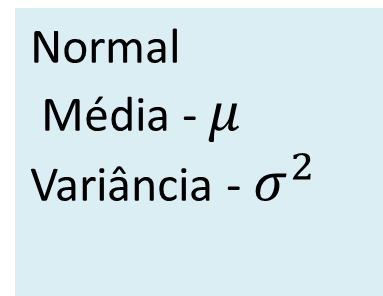 Normal
Média - μ
Variância - σ²